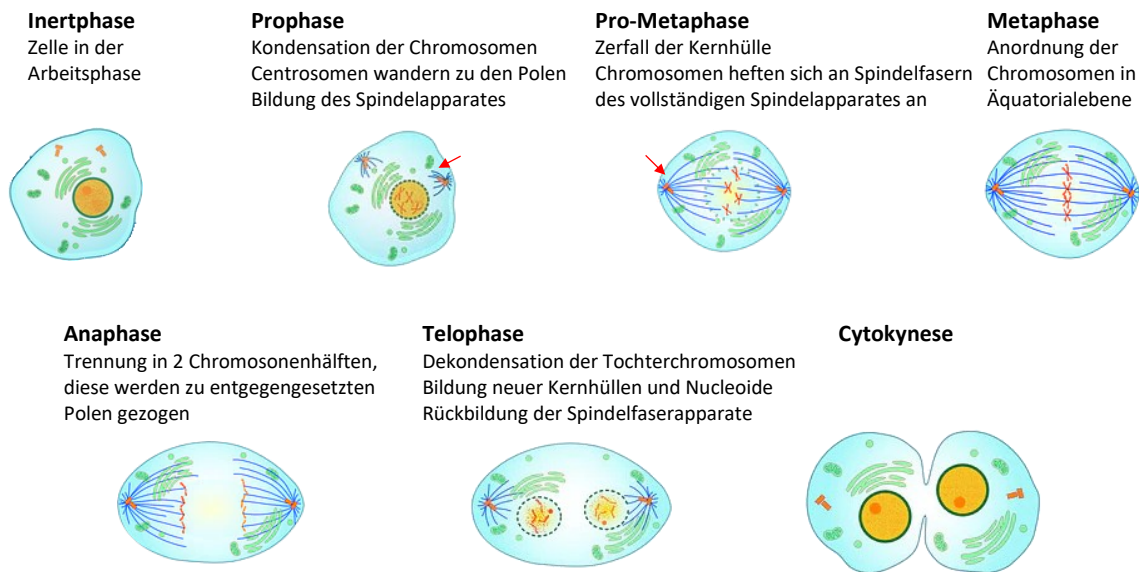 Inertphase
Zelle in der
Arbeitsphase
Prophase
Kondensation der Chromosomen
Centrosomen wandern zu den Polen
Bildung des Spindelapparates
Pro-Metaphase
Zerfall der Kernhülle
Chromosomen heften sich an Spindelfasern
des vollständigen Spindelapparates an
Metaphase
Anordnung der
Chromosomen in
Äquatorialebene
Anaphase
Trennung in 2 Chromosonenhälften,
diese werden zu entgegengesetzten
Polen gezogen
Telophase
Dekondensation der Tochterchromosomen
Bildung neuer Kernhüllen und Nucleoide
Rückbildung der Spindelfaserapparate
Cytokynese